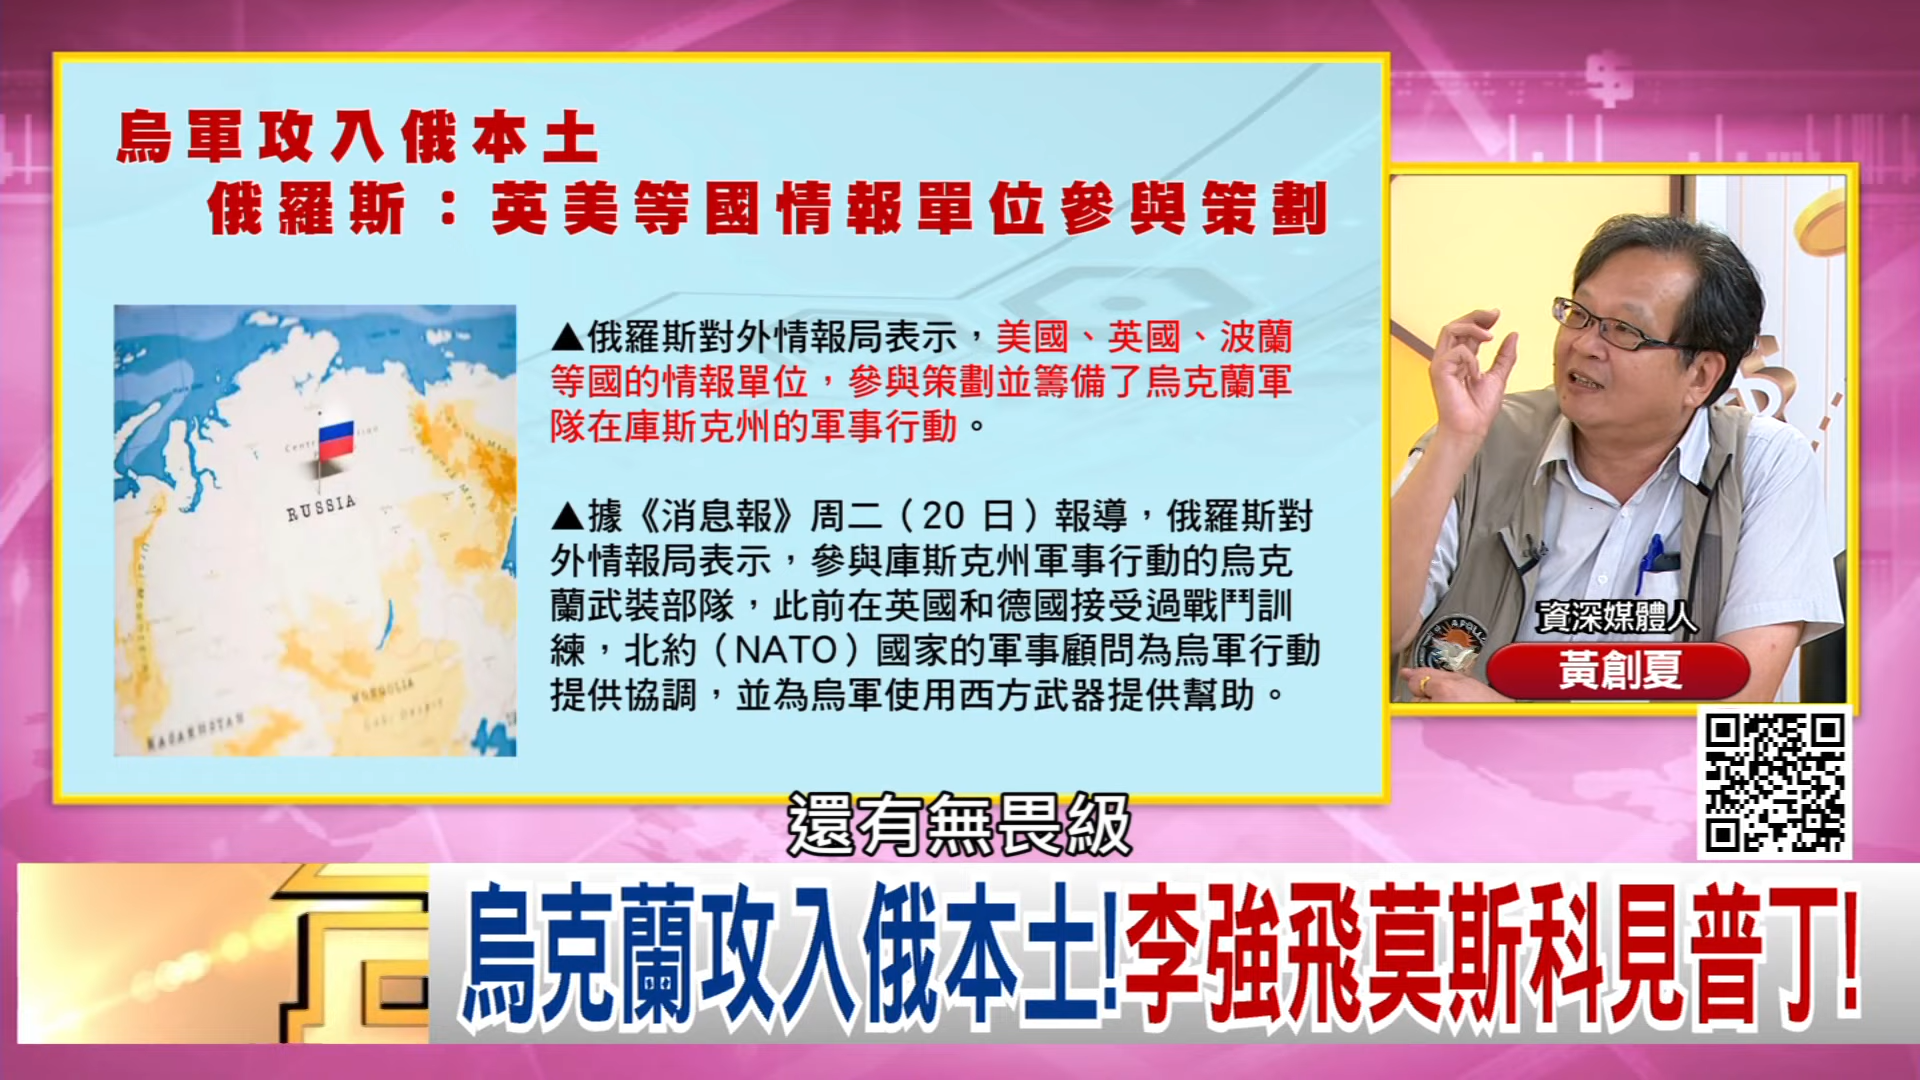 烏軍攻入俄本土
俄羅斯：英美等國情報單位參與策劃
▲俄羅斯對外情報局表示，美國、英國、波蘭
等國的情報單位，參與策劃並籌備了烏克蘭軍
隊在庫斯克州的軍事行動。
▲據《消息報》周二（20 日）報導，俄羅斯對
外情報局表示，參與庫斯克州軍事行動的烏克
蘭武裝部隊，此前在英國和德國接受過戰鬥訓
練，北約（NATO）國家的軍事顧問為烏軍行動
提供協調，並為烏軍使用西方武器提供幫助。
RUSSIA
MONGOLIA
KAZAKHSTAN
資深媒體人
黃創夏
還有無畏級
烏克蘭攻入俄本土!李強飛莫斯科見普丁!